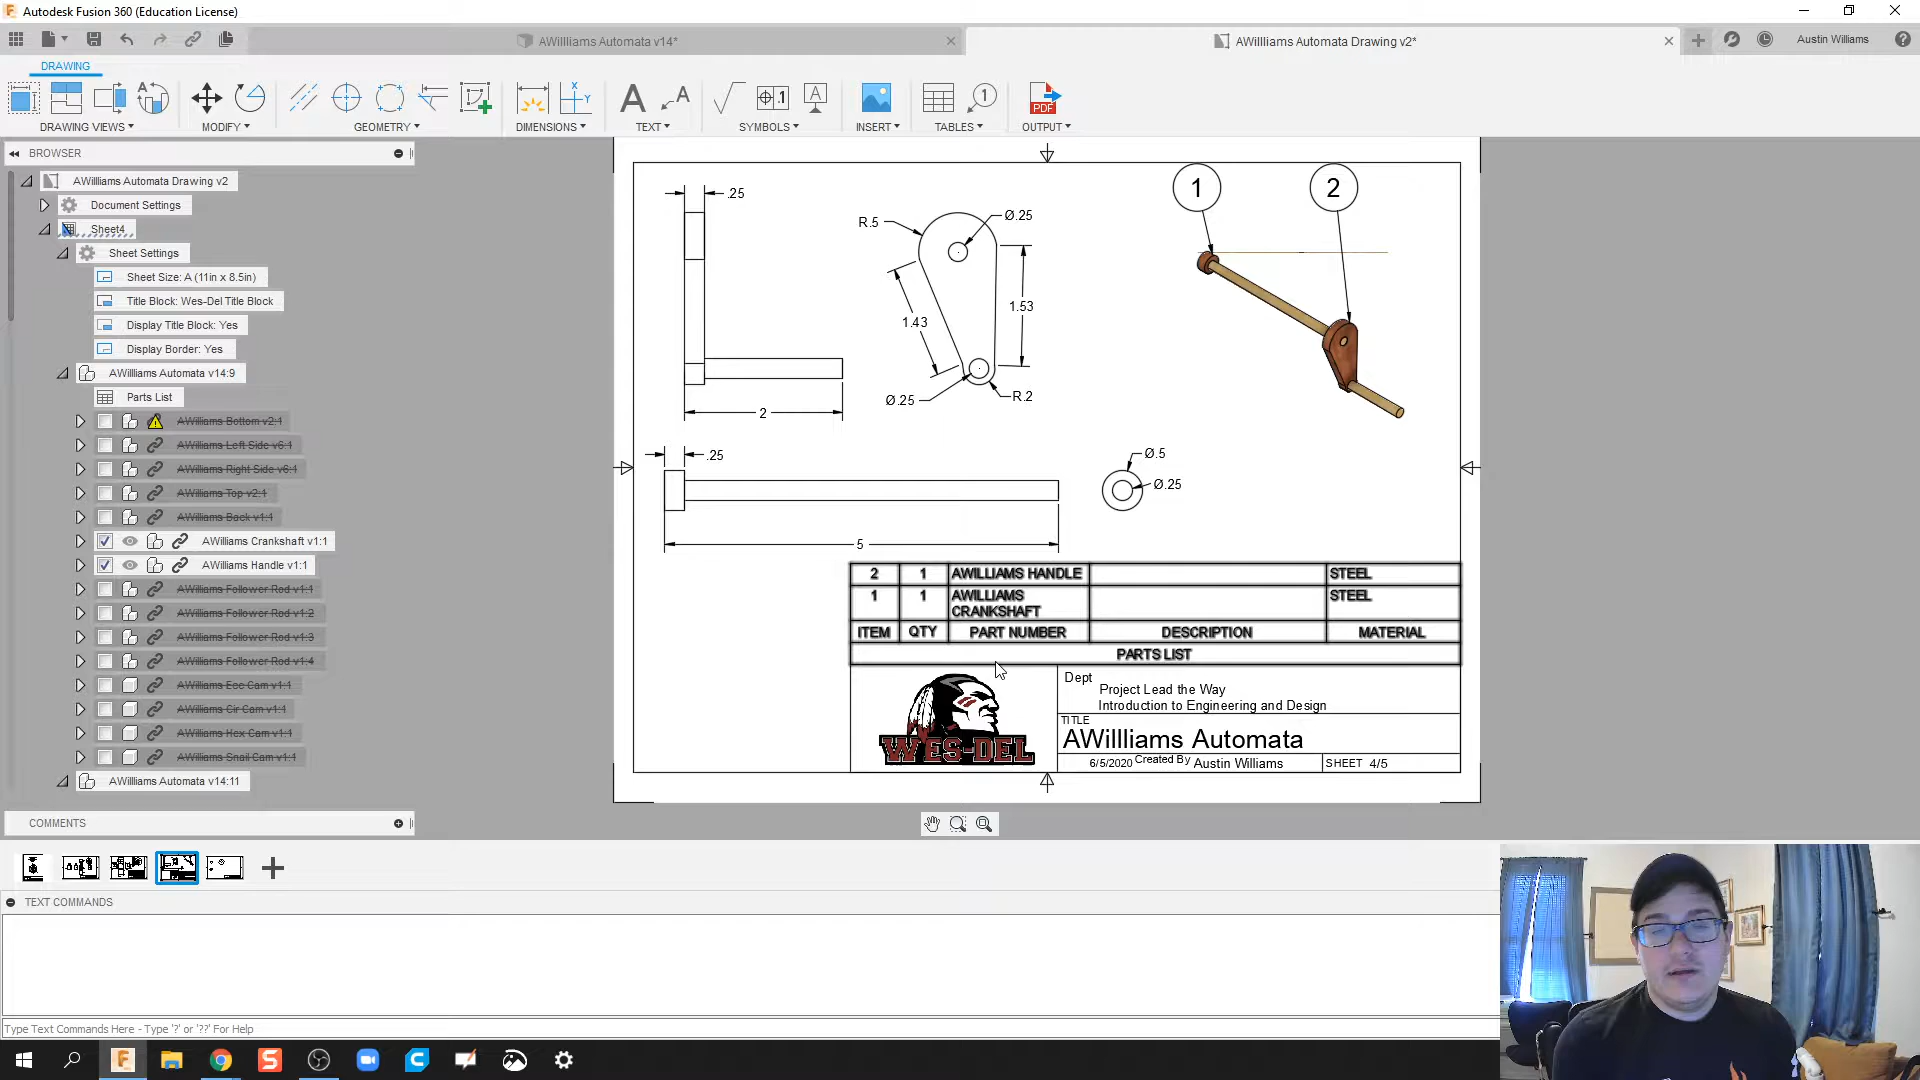 Autodesk Fusion 360 (Education License)
AWillliams Automata v14*
AWillliams Automata Drawing v2*
Austin Williams
DRAWING
DRAWING VIEWS
MODIFY
GEOMETRY
DIMENSIONS
TEXT
SYMBOLS
INSERT
TABLES
OUTPUT
PDF
BROWSER
AWillliams Automata Drawing v2
Document Settings
Sheet4
Sheet Settings
Sheet Size: A (11in x 8.5in)
Title Block: Wes-Del Title Block
Display Title Block: Yes
Display Border: Yes
AWillliams Automata v14:9
Parts List
AWilliams Bottom v2:1
AWilliams Left Side v6:1
AWilliams Right Side v6:1
AWilliams Top v2:1
AWilliams Back v1:1
AWilliams Crankshaft v1:1
AWilliams Handle v1:1
AWilliams Follower Rod v1:1
AWilliams Follower Rod v1:2
AWilliams Follower Rod v1:3
AWilliams Follower Rod v1:4
AWilliams Ecc Cam v1:1
AWilliams Cir Cam v1:1
AWilliams Hex Cam v1:1
AWilliams Snail Cam v1:1
AWillliams Automata v14:11
COMMENTS
.25
2
R.5
Ø.25
1.43
1.53
Ø.25
R.2
1
2
.25
5
Ø.5
Ø.25
2 1 AWILLIAMS HANDLE STEEL
1 1 AWILLIAMS STEEL
CRANKSHAFT
ITEM QTY PART NUMBER DESCRIPTION MATERIAL
PARTS LIST
WES-DEL
Dept
Project Lead the Way
Introduction to Engineering and Design
TITLE
AWillliams Automata
6/5/2020 Created By Austin Williams
SHEET 4/5
TEXT COMMANDS
Type Text Commands Here - Type '?' or '??' For Help